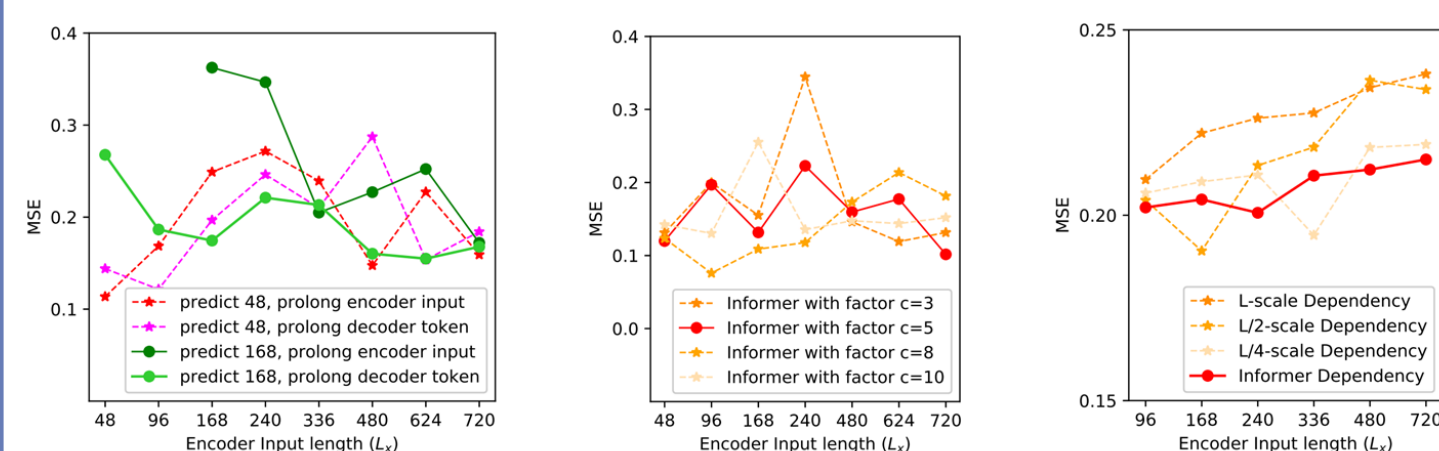 0.4
0.3
0.2
0.1
MSE
48 96 168 240 336 480 624 720
Encoder Input length (Lₓ)
predict 48, prolong encoder input
predict 48, prolong decoder token
predict 168, prolong encoder input
predict 168, prolong decoder token
0.4
0.3
0.2
0.1
0.0
MSE
48 96 168 240 480 480 624 720
Encoder Input length (Lₓ)
Informer with factor c=3
Informer with factor c=5
Informer with factor c=8
Informer with factor c=10
0.25
0.20
0.15
MSE
96 168 240 336 480 720
Encoder Input length (Lₓ)
L-scale Dependency
L/2-scale Dependency
L/4-scale Dependency
Informer Dependency